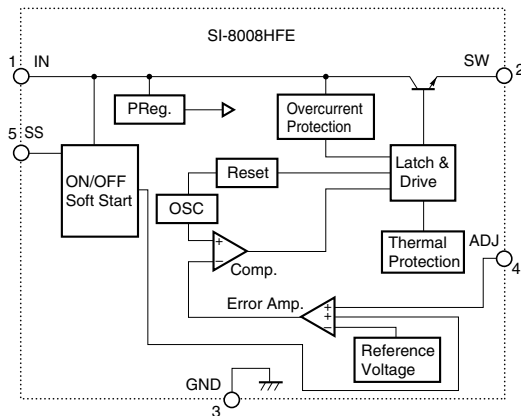 SI-8008HFE
1 IN
SW 2
PReg.
Overcurrent
Protection
5 SS
ON/OFF
Soft Start
Latch &
Drive
Reset
OSC
+
−
Comp.
Thermal
Protection
ADJ
4
Error Amp.
+
+
−
Reference
Voltage
GND
3